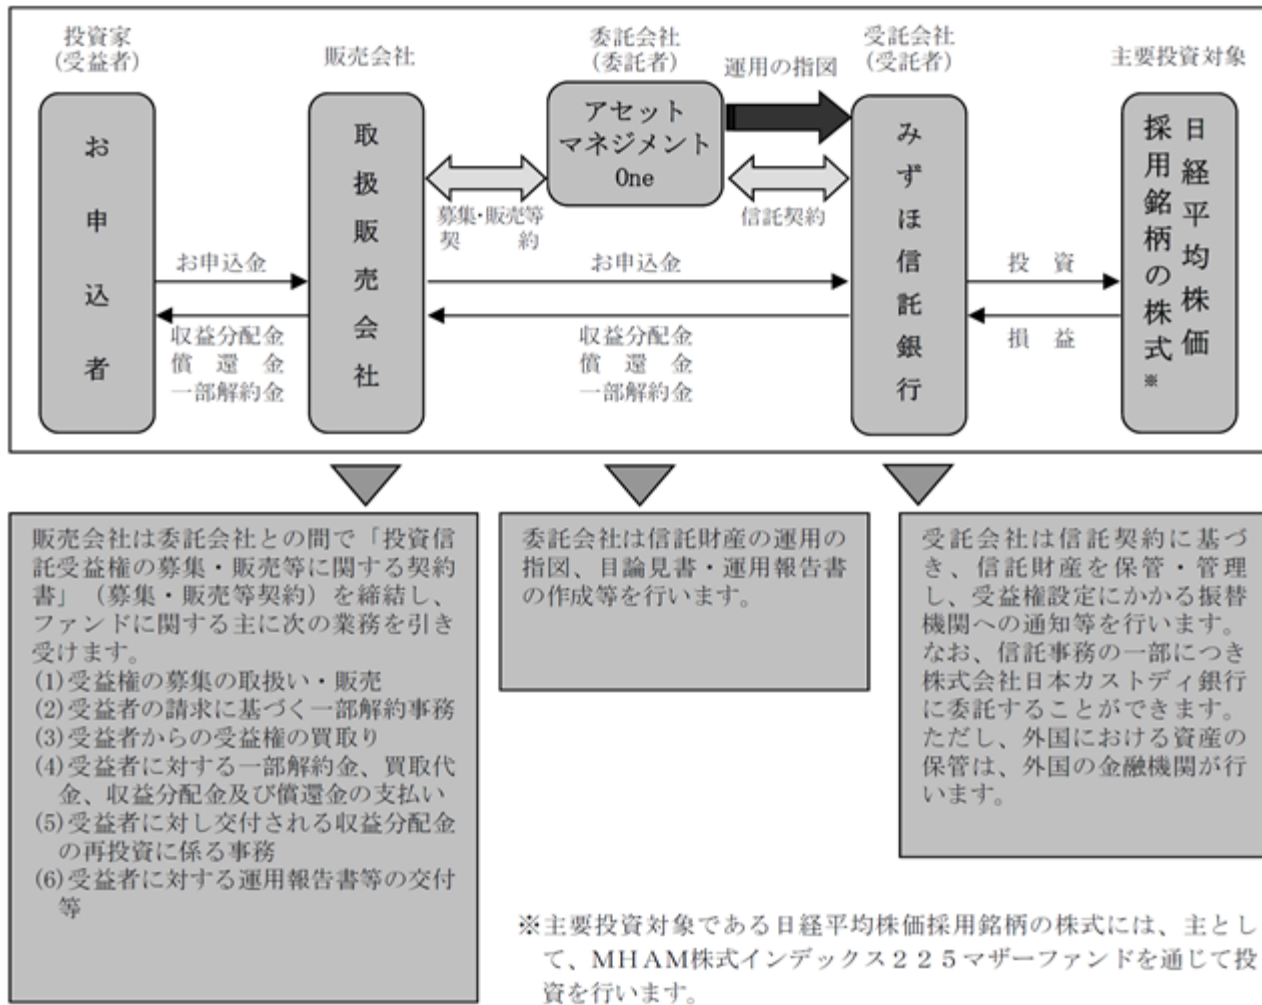 投資家
(受益者)
販売会社
委託会社
(委託者)
運用の指図
受託会社
(受託者)
主要投資対象
お申込者
取扱販売会社
アセット
マネジメント
One
みずほ信託銀行
日経平均株価
採用銘柄の株式※
募集・販売等
契　約
信託契約
お申込金
お申込金
投　資
収益分配金
償　還　金
一部解約金
収益分配金
償　還　金
一部解約金
損　益
販売会社は委託会社との間で「投資信
託受益権の募集・販売等に関する契約
書」（募集・販売等契約）を締結し、
ファンドに関する主に次の業務を引き
受けます。
(1)受益権の募集の取扱い・販売
(2)受益者の請求に基づく一部解約事務
(3)受益者からの受益権の買取り
(4)受益者に対する一部解約金、買取代
金、収益分配金及び償還金の支払い
(5)受益者に対し交付される収益分配金
の再投資に係る事務
(6)受益者に対する運用報告書等の交付
等
委託会社は信託財産の運用の
指図、目論見書・運用報告書
の作成等を行います。
受託会社は信託契約に基づ
き、信託財産を保管・管理
し、受益権設定にかかる振替
機関への通知等を行います。
なお、信託事務の一部につき
株式会社日本カストディ銀行
に委託することができます。
ただし、外国における資産の
保管は、外国の金融機関が行
います。
※主要投資対象である日経平均株価採用銘柄の株式には、主とし
て、MHAM株式インデックス２２５マザーファンドを通じて投
資を行います。